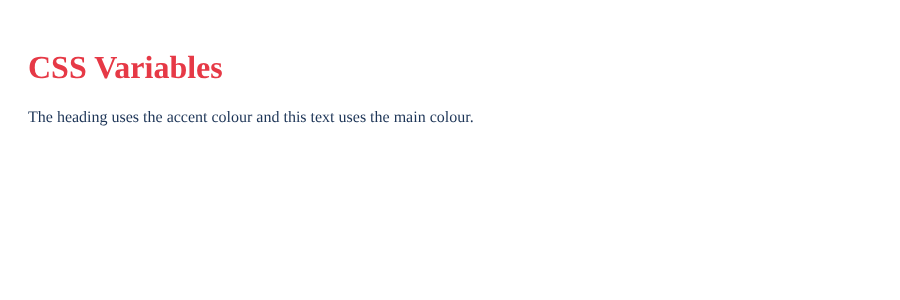 CSS Variables
The heading uses the accent colour and this text uses the main colour.